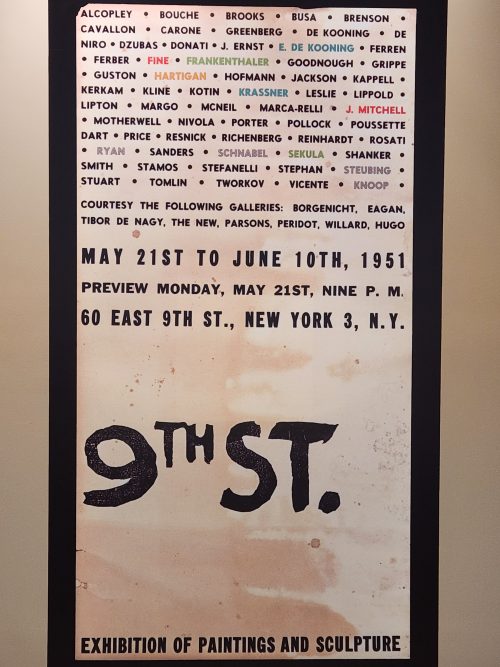 ALCOPLEY • BOUCHE • BROOKS • BUSA • BRENSON •
CAVALLON • CARONE • GREENBERG • DE KOONING • DE
NIRO • DZUBAS • DONATI • J. ERNST • E. DE KOONING • FERREN
• FERBER • FINE • FRANKENTHALER • GOODNOUGH • GRIPPE
• GUSTON • HARTIGAN • HOFMANN • JACKSON • KAPPELL •
KERKAM • KLINE • KOTIN • KRASSNER • LESLIE • LIPPOLD •
LIPTON • MARGO • MCNEIL • MARCA-RELLI • J. MITCHELL
• MOTHERWELL • NIVOLA • PORTER • POLLOCK • POUSSETTE
DART • PRICE • RESNICK • RICHENBERG • REINHARDT • ROSATI
• RYAN • SANDERS • SCHNABEL • SEKULA • SHANKER •
SMITH • STAMOS • STEFANELLI • STEPHAN • STEUBING •
STUART • TOMLIN • TWORKOV • VICENTE • KNOOP •
COURTESY THE FOLLOWING GALLERIES: BORGENICHT, EAGAN,
TIBOR DE NAGY, THE NEW, PARSONS, PERIDOT, WILLARD, HUGO
MAY 21ST TO JUNE 10TH, 1951
PREVIEW MONDAY, MAY 21ST, NINE P. M.
60 EAST 9TH ST., NEW YORK 3, N.Y.
9TH ST.
EXHIBITION OF PAINTINGS AND SCULPTURE